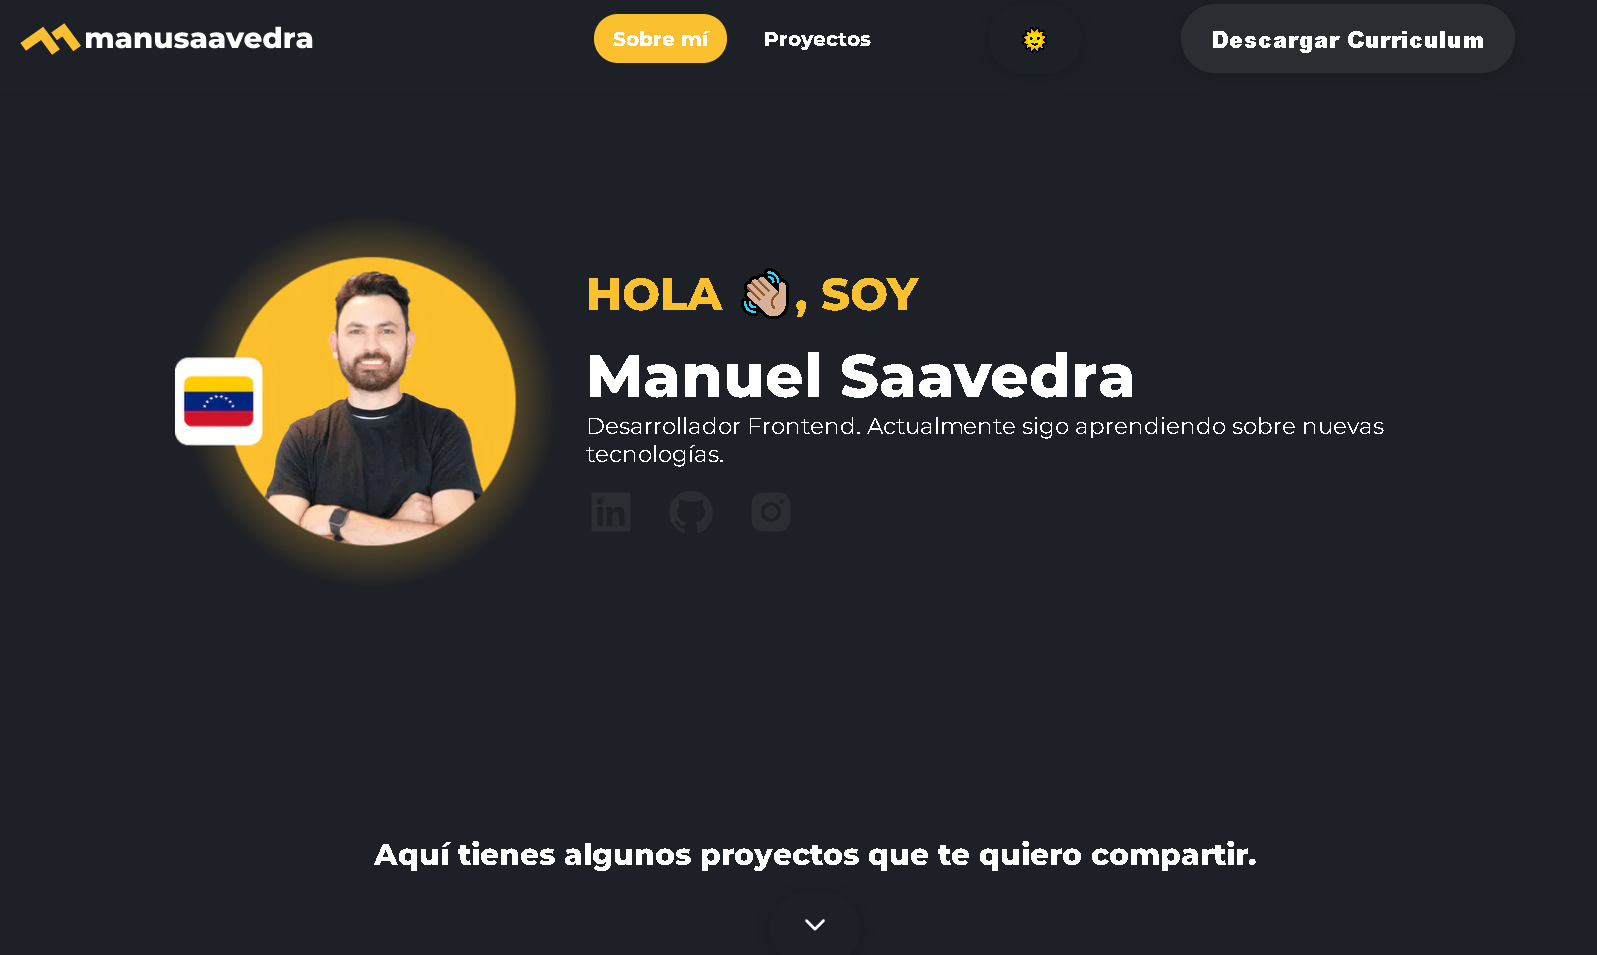 manusaavedra
Sobre mí
Proyectos
Descargar Curriculum
HOLA 👋🏼, SOY
Manuel Saavedra
Desarrollador Frontend. Actualmente sigo aprendiendo sobre nuevas
tecnologías.
in
Aquí tienes algunos proyectos que te quiero compartir.